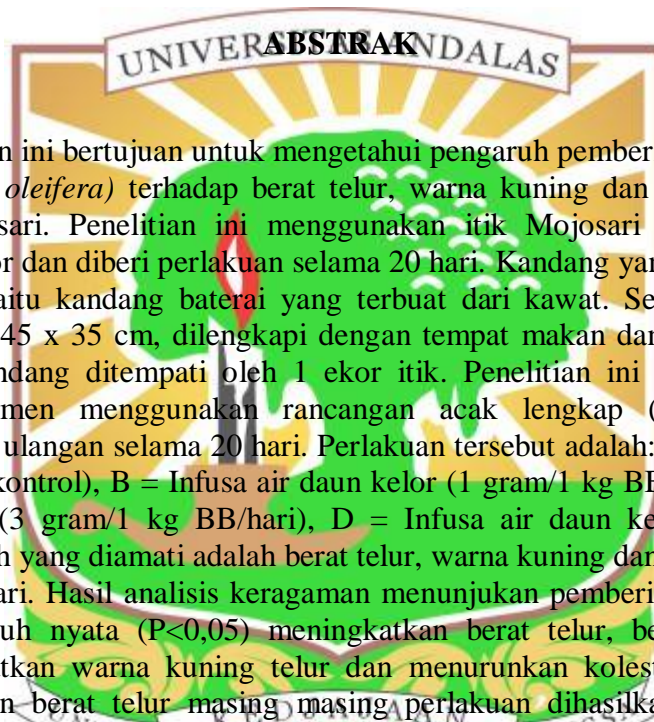 UNIVERSITAS ANDALAS
ABSTRAK
n ini bertujuan untuk mengetahui pengaruh pember
oleifera) terhadap berat telur, warna kuning dan
sari. Penelitian ini menggunakan itik Mojosari
or dan diberi perlakuan selama 20 hari. Kandang yan
aitu kandang baterai yang terbuat dari kawat. Se
45 x 35 cm, dilengkapi dengan tempat makan dan
ndang ditempati oleh 1 ekor itik. Penelitian ini
men menggunakan rancangan acak lengkap (
ulangan selama 20 hari. Perlakuan tersebut adalah:
kontrol), B = Infusa air daun kelor (1 gram/1 kg BB
(3 gram/1 kg BB/hari), D = Infusa air daun ke
h yang diamati adalah berat telur, warna kuning dan
ari. Hasil analisis keragaman menunjukan pemberi
uh nyata (P<0,05) meningkatkan berat telur, be
atkan warna kuning telur dan menurunkan kolest
n berat telur masing masing perlakuan dihasilka